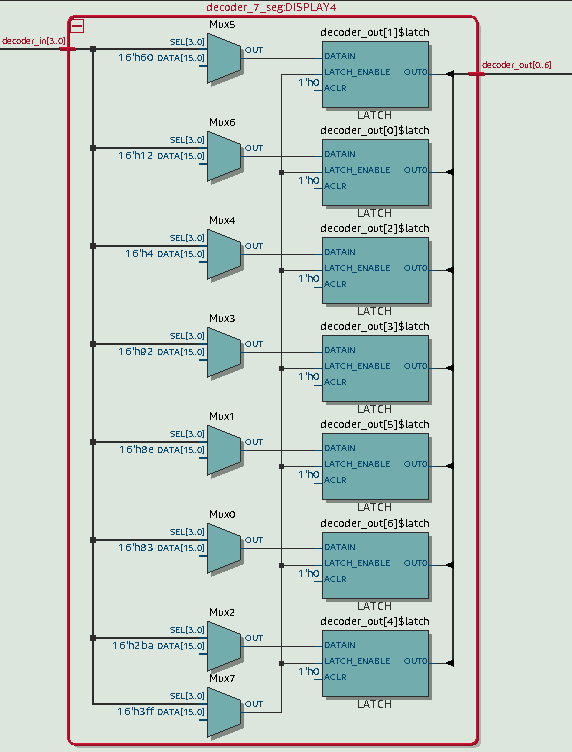 decoder_7_seg:DISPLAY4
decoder_in[3..0]
Mux5
SEL[3..0]
16'h60 DATA[15..0]
OUT
decoder_out[1]$latch
DATAIN
LATCH_ENABLE OUT0
1'h0 ACLR
LATCH
decoder_out[0..6]
Mux6
SEL[3..0]
16'h12 DATA[15..0]
OUT
decoder_out[0]$latch
DATAIN
LATCH_ENABLE OUT0
1'h0 ACLR
LATCH
Mux4
SEL[3..0]
16'h4 DATA[15..0]
OUT
decoder_out[2]$latch
DATAIN
LATCH_ENABLE OUT0
1'h0 ACLR
LATCH
Mux3
SEL[3..0]
16'h92 DATA[15..0]
OUT
decoder_out[3]$latch
DATAIN
LATCH_ENABLE OUT0
1'h0 ACLR
LATCH
Mux1
SEL[3..0]
16'h8e DATA[15..0]
OUT
decoder_out[5]$latch
DATAIN
LATCH_ENABLE OUT0
1'h0 ACLR
LATCH
Mux0
SEL[3..0]
16'h83 DATA[15..0]
OUT
decoder_out[6]$latch
DATAIN
LATCH_ENABLE OUT0
1'h0 ACLR
LATCH
Mux2
SEL[3..0]
16'h2ba DATA[15..0]
OUT
decoder_out[4]$latch
DATAIN
LATCH_ENABLE OUT0
1'h0 ACLR
LATCH
Mux7
SEL[3..0]
16'h3ff DATA[15..0]
OUT